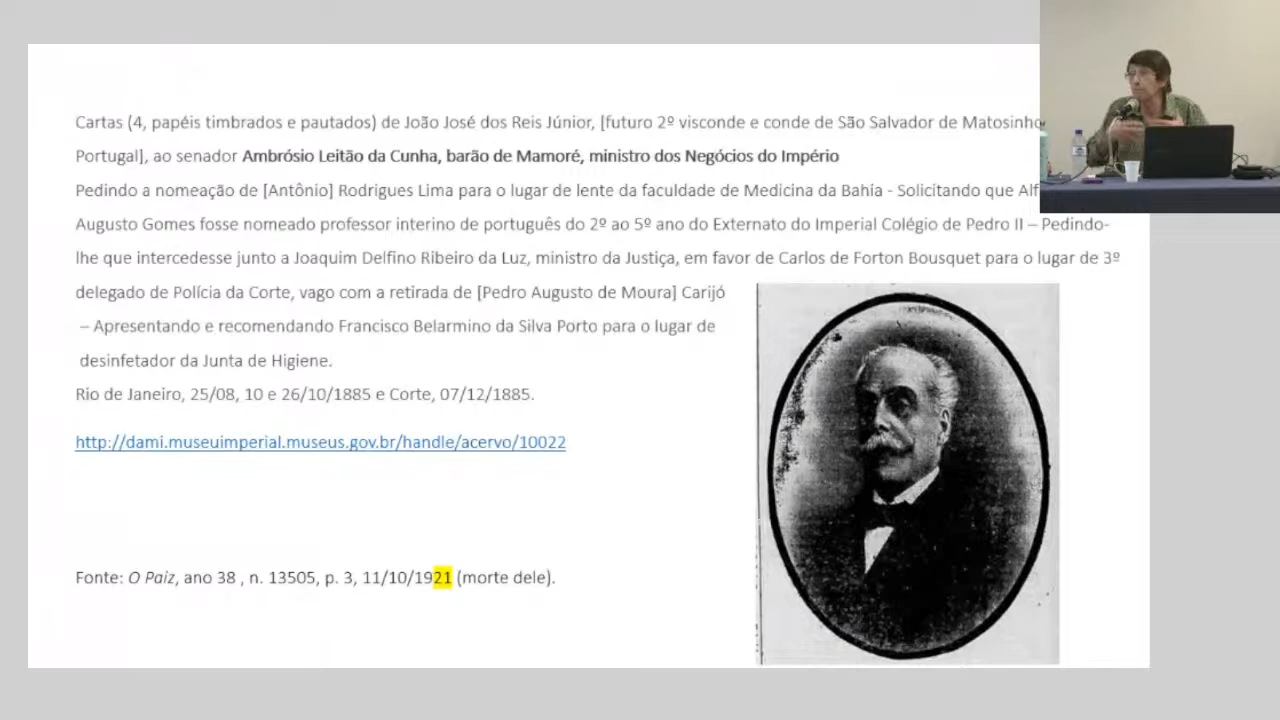 Cartas (4, papéis timbrados e pautados) de João José dos Reis Júnior, [futuro 2º visconde e conde de São Salvador de Matosinho
Portugal], ao senador Ambrósio Leitão da Cunha, barão de Mamoré, ministro dos Negócios do Império
Pedindo a nomeação de [Antônio] Rodrigues Lima para o lugar de lente da faculdade de Medicina da Bahia - Solicitando que Alf
Augusto Gomes fosse nomeado professor interino de português do 2º ao 5º ano do Externato do Imperial Colégio de Pedro II – Pedindo-
lhe que intercedesse junto a Joaquim Delfino Ribeiro da Luz, ministro da Justiça, em favor de Carlos de Forton Bousquet para o lugar de 3º
delegado de Polícia da Corte, vago com a retirada de [Pedro Augusto de Moura] Carijó
– Apresentando e recomendando Francisco Belarmino da Silva Porto para o lugar de
desinfetador da Junta de Higiene.
Rio de Janeiro, 25/08, 10 e 26/10/1885 e Corte, 07/12/1885.
http://dami.museuimperial.museus.gov.br/handle/acervo/10022
Fonte: O Paiz, ano 38 , n. 13505, p. 3, 11/10/1921 (morte dele).